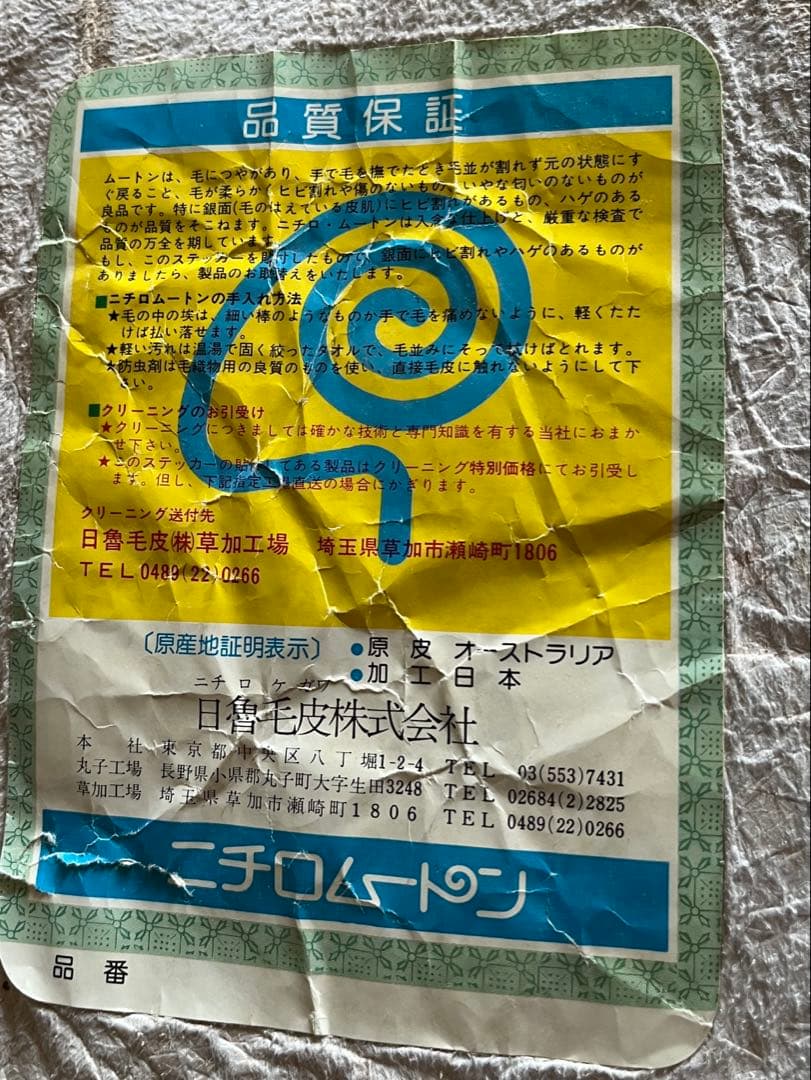 品質保証
ムートンは、毛につやがあり、手で毛を撫でたとき毛並が割れず元の状態にす
ぐ戻ること、毛が柔らかくヒビ割れや傷のないもの、いやな匂いのないものが
良品です。特に銀面(毛のはえている皮肌)にヒビ割れがあるもの、ハゲのある
ものが品質をそこねます。ニチロ・ムートンは入念な仕上げと、厳重な検査で
品質の万全を期しています。
もし、このステッカーを貼付したもので、銀面にヒビ割れやハゲのあるものが
ありましたら、製品のお取替えをいたします。
■ニチロムートンの手入れ方法
★毛の中の埃は、細い棒のようなものか手で毛を痛めないように、軽くたた
けば払い落せます。
★軽い汚れは温湯で固く絞ったタオルで、毛並みにそって拭けばとれます。
★防虫剤は毛織物用の良質のものを使い、直接毛皮に触れないようにして下
さい。
■クリーニングのお引受け
★クリーニングにつきましては確かな技術と専門知識を有する当社におまか
せ下さい。
★このステッカーの貼付してある製品はクリーニング特別価格にてお引受し
ます。但し、下記指定工場直送の場合にかぎります。
クリーニング送付先
日魯毛皮㈱草加工場 埼玉県草加市瀬崎町1806
TEL0489(22)0266
〔原産地証明表示〕 ●原皮 オーストラリア
●加工日本
ニチロケガワ
日魯毛皮株式会社
本社 東京都中央区八丁堀1-2-4 TEL 03(553)7431
丸子工場 長野県小県郡丸子町大字生田3248 TEL 02684(2)2825
草加工場 埼玉県草加市瀬崎町1806 TEL 0489(22)0266
ニチロムートン
品番